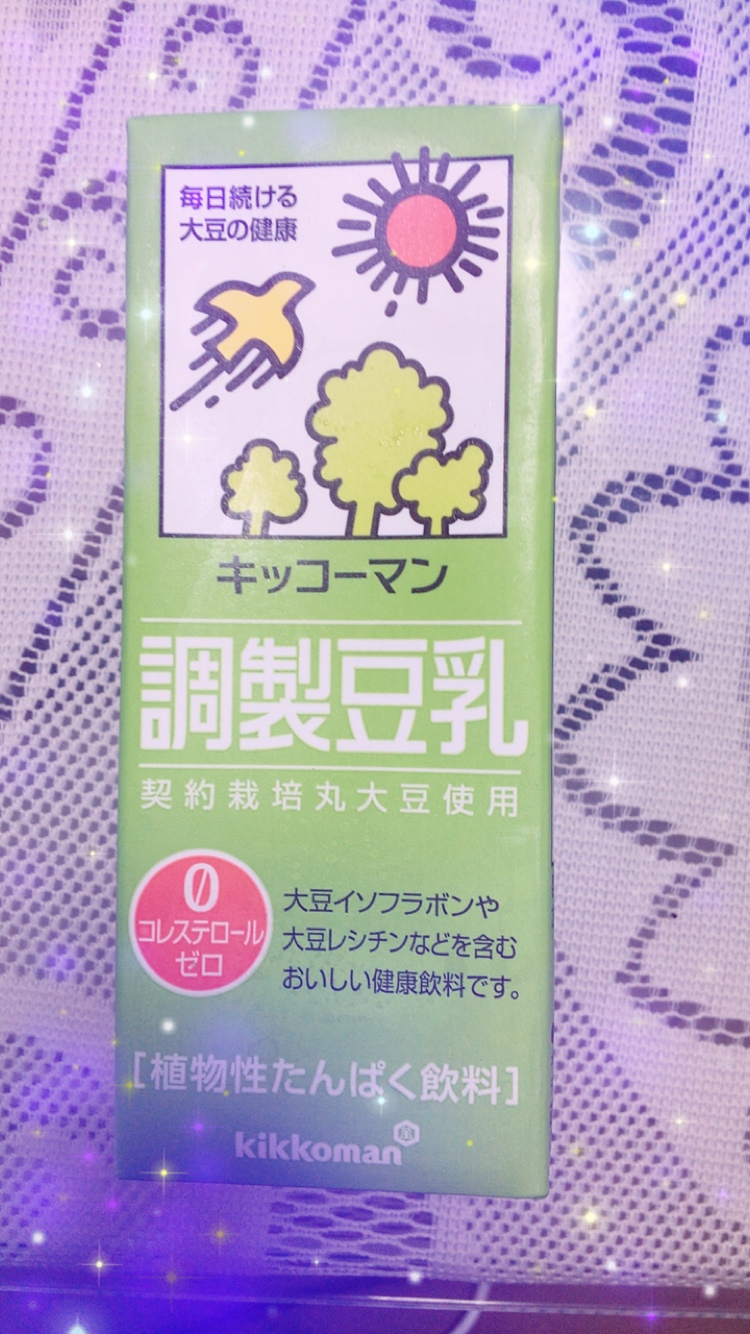 毎日続ける
大豆の健康
キッコーマン
調製豆乳
契約栽培丸大豆使用
0
コレステロール
ゼロ
大豆イソフラボンや
大豆レシチンなどを含む
おいしい健康飲料です。
[植物性たんぱく飲料]
kikkoman